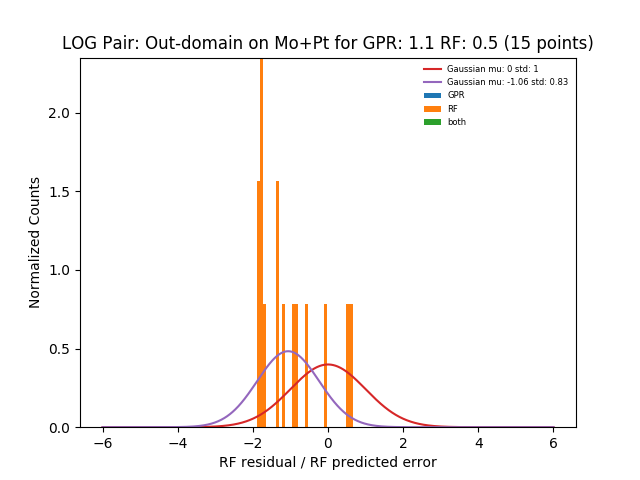 LOG Pair: Out-domain on Mo+Pt for GPR: 1.1 RF: 0.5 (15 points)
Gaussian mu: 0 std: 1
Gaussian mu: -1.06 std: 0.83
GPR
RF
both
Normalized Counts
2.0
1.5
1.0
0.5
0.0
−6 −4 −2 0 2 4 6
RF residual / RF predicted error